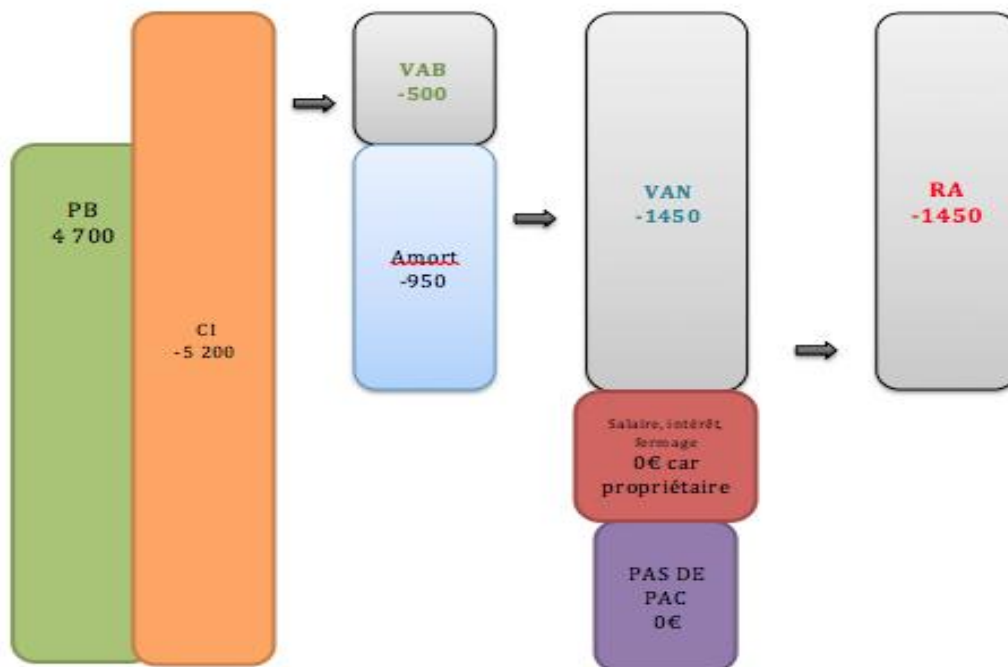 PB
4 700
CI
-5 200
VAB
-500
Amort
-950
VAN
-1450
Salaire, intérêt,
fermage
0€ car
propriétaire
PAS DE
PAC
0€
RA
-1450